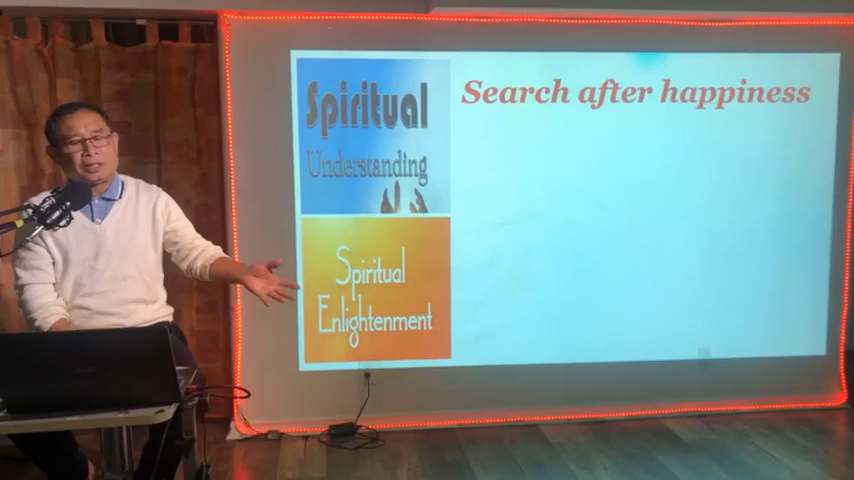 Spiritual
Understanding
Search after happiness
Spiritual
Enlightenment